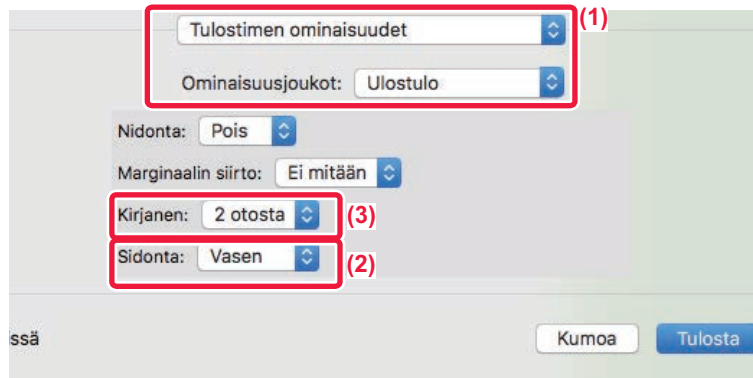 Tulostimen ominaisuudet (1)
Ominaisuusjoukot: Ulostulo
Nidonta: Pois
Marginaalin siirto: Ei mitään
Kirjanen: 2 otosta (3)
Sidonta: Vasen (2)
ssä Kumoa Tulosta